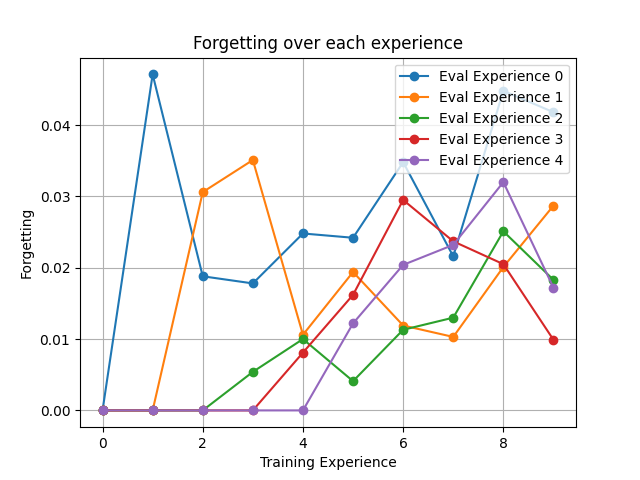 Forgetting over each experience
Eval Experience 0
Eval Experience 1
Eval Experience 2
Eval Experience 3
Eval Experience 4
Forgetting
0.04
0.03
0.02
0.01
0.00
0 2 4 6 8
Training Experience